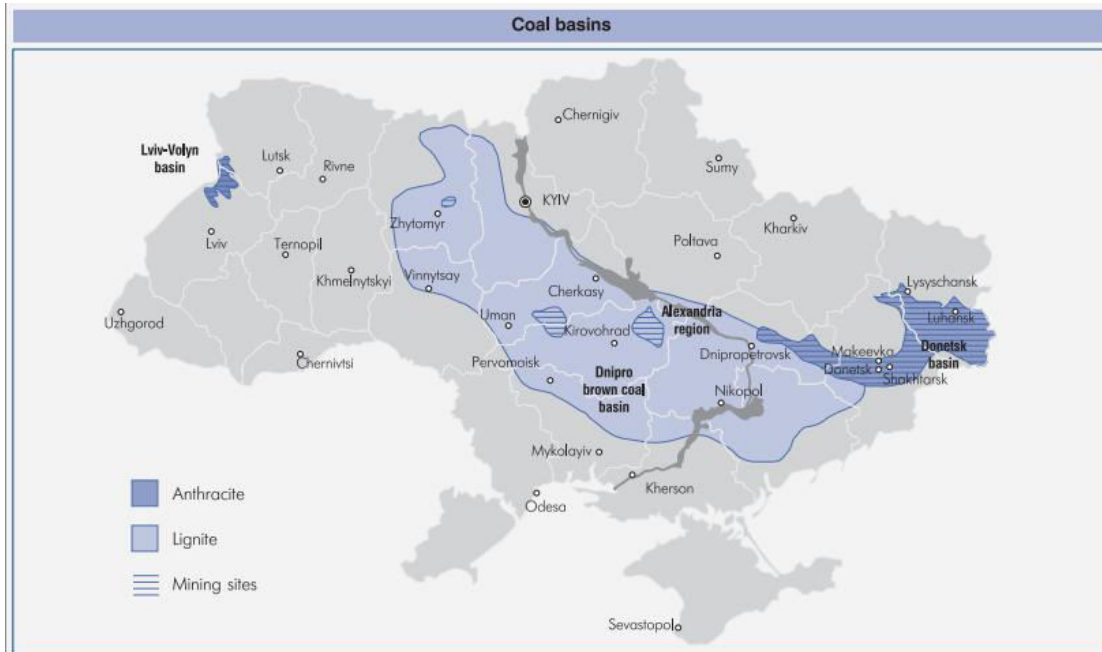 Coal basins
Chernigiv
Lviv-Volyn
basin
Lutsk
Rivne
Sumy
KYIV
Zhytomyr
Kharkiv
Lviv
Ternopil
Poltava
Khmelnytskyi
Vinnytsay
Cherkasy
Lysyschansk
Uzhgorod
Uman
Alexandria
region
Luhansk
Kirovohrad
Donetsk
basin
Chernivtsi
Pervomoisk
Dnipropetrovsk
Makeevka
Donetsk
Shakhtarsk
Dnipro
brown coal
basin
Nikopol
Mykolayiv
Kherson
Odesa
Anthracite
Lignite
Mining sites
Sevastopol